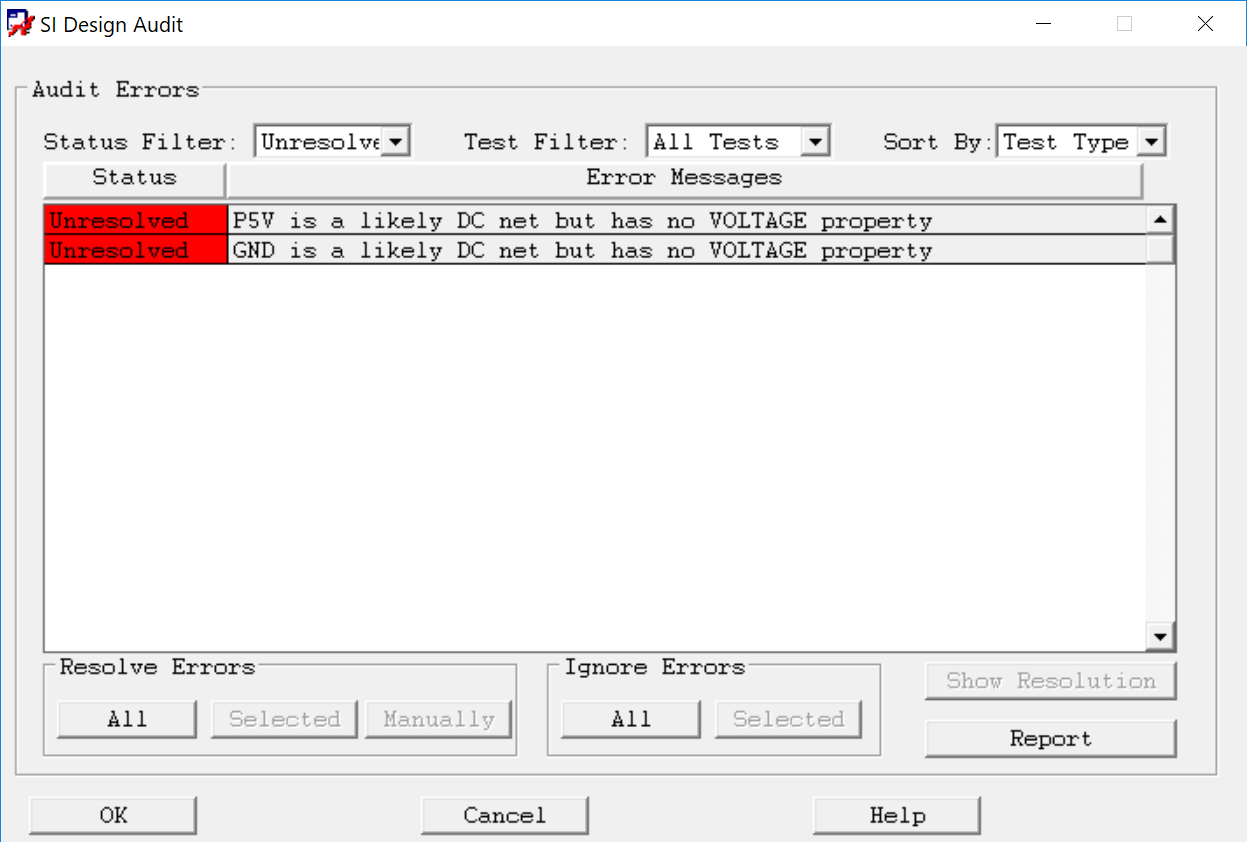 SI Design Audit
Audit Errors
Status Filter: Unresolve Test Filter: All Tests Sort By: Test Type
Status Error Messages
Unresolved P5V is a likely DC net but has no VOLTAGE property
Unresolved GND is a likely DC net but has no VOLTAGE property
Resolve Errors Ignore Errors Show Resolution
All Selected Manually All Selected
Report
OK Cancel Help